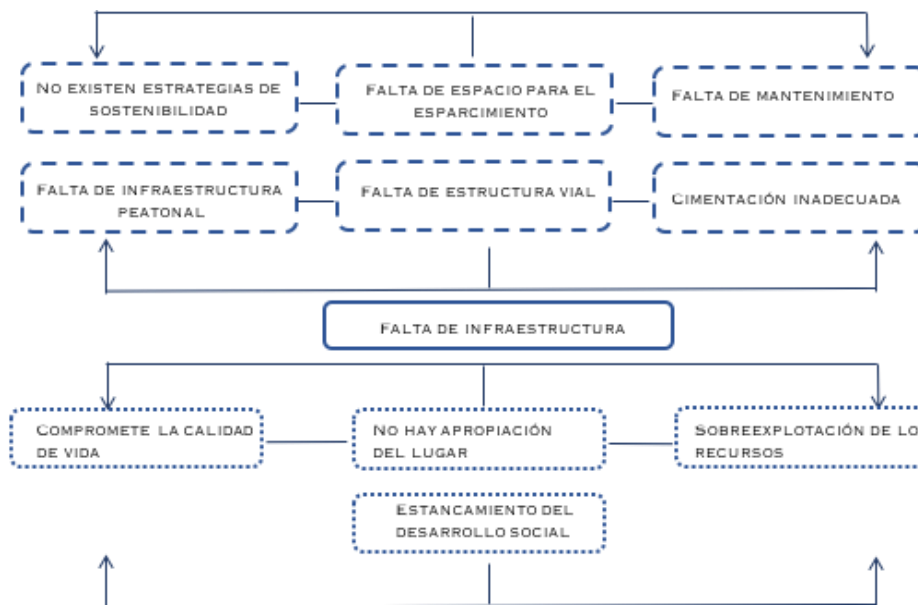 No existen estrategias de
sostenibilidad
Falta de espacio para el
esparcimiento
Falta de mantenimiento
Falta de infraestructura
peatonal
Falta de estructura vial
Cimentación inadecuada
Falta de infraestructura
Compromete la calidad
de vida
No hay apropiación
del lugar
Sobreexplotación de lo
recursos
Estancamiento del
desarrollo social